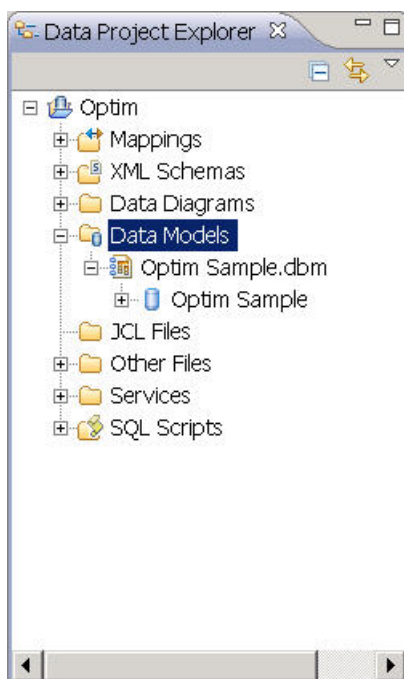 Data Project Explorer
Optim
Mappings
XML Schemas
Data Diagrams
Data Models
Optim Sample.dbm
Optim Sample
JCL Files
Other Files
Services
SQL Scripts